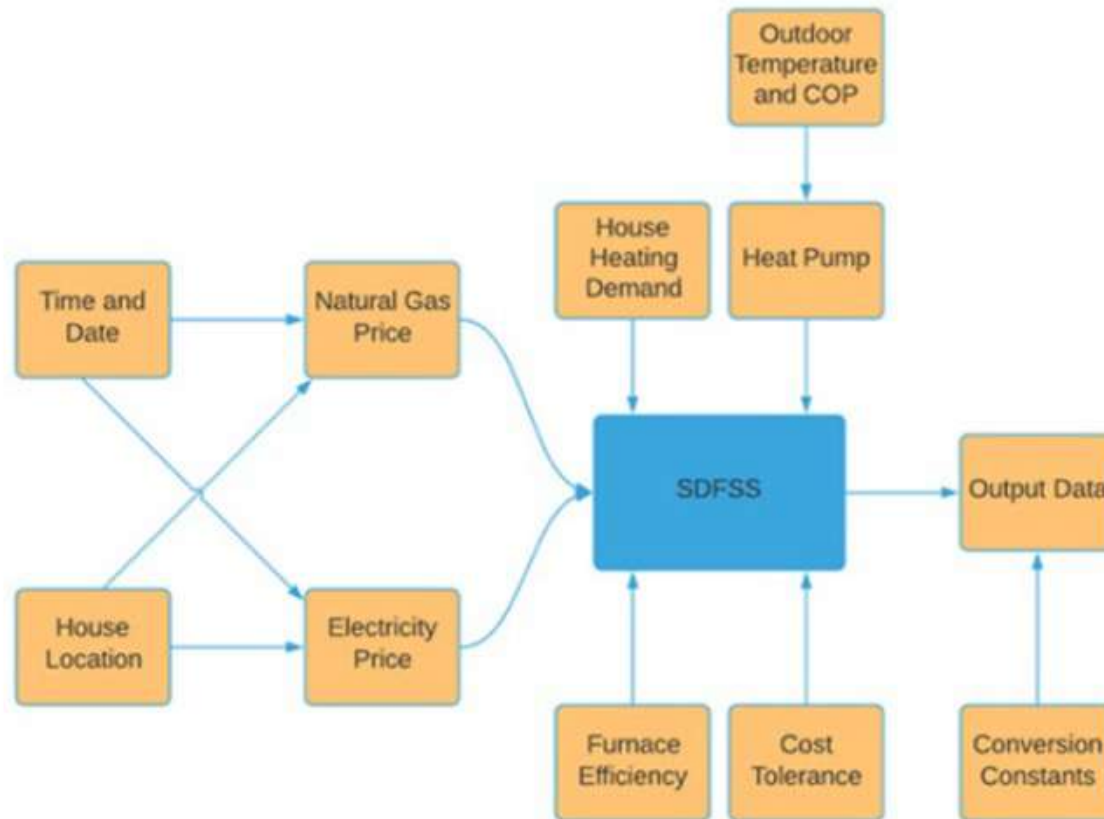 Outdoor
Temperature
and COP
House
Heating
Demand
Heat Pump
Time and
Date
Natural Gas
Price
SDFSS
Output Data
House
Location
Electricity
Price
Furnace
Efficiency
Cost
Tolerance
Conversion
Constants